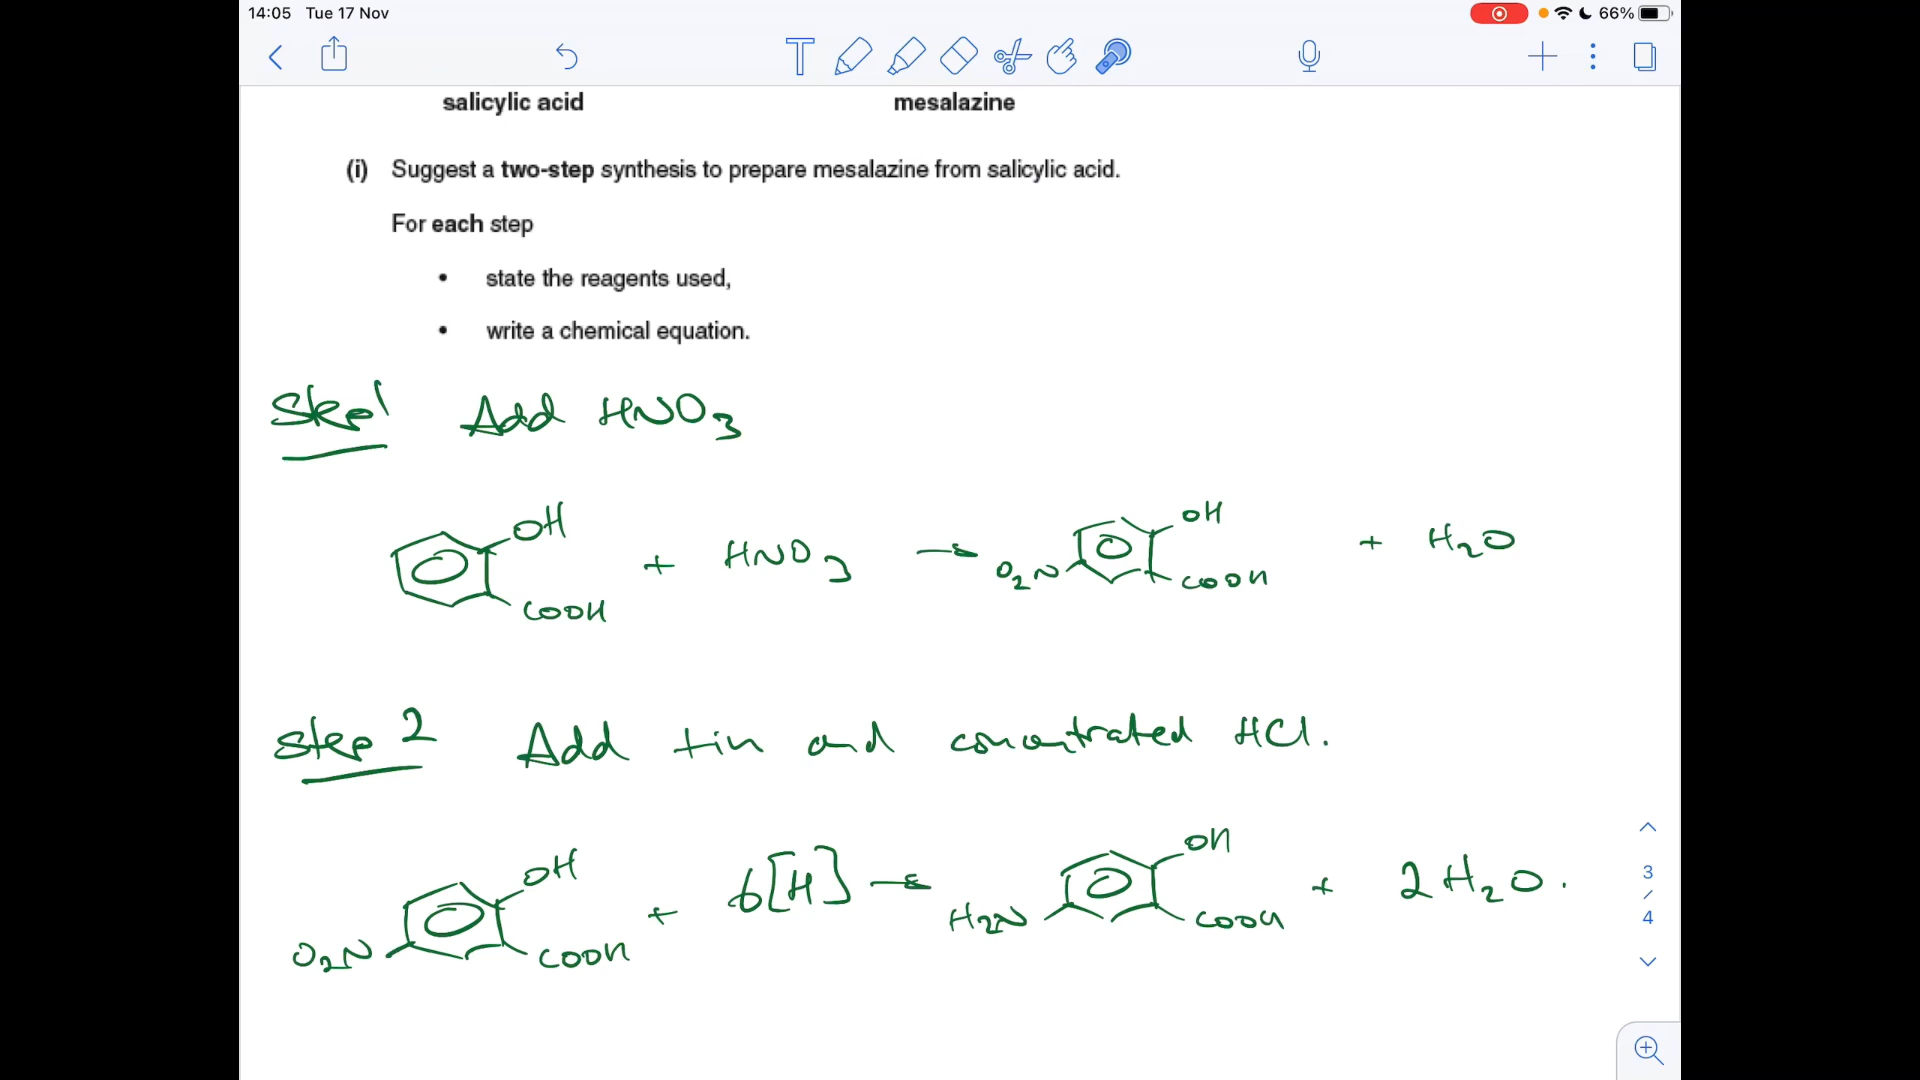 14:05 Tue 17 Nov 66%
salicylic acid mesalazine
(i) Suggest a two-step synthesis to prepare mesalazine from salicylic acid.
For each step
• state the reagents used,
• write a chemical equation.
Step 1 Add HNO3
OH COOH + HNO3 → O2N OH COOH + H2O
Step 2 Add tin and concentrated HCl.
O2N OH COOH + 6[H] → H2N OH COOH + 2H2O.
3 / 4